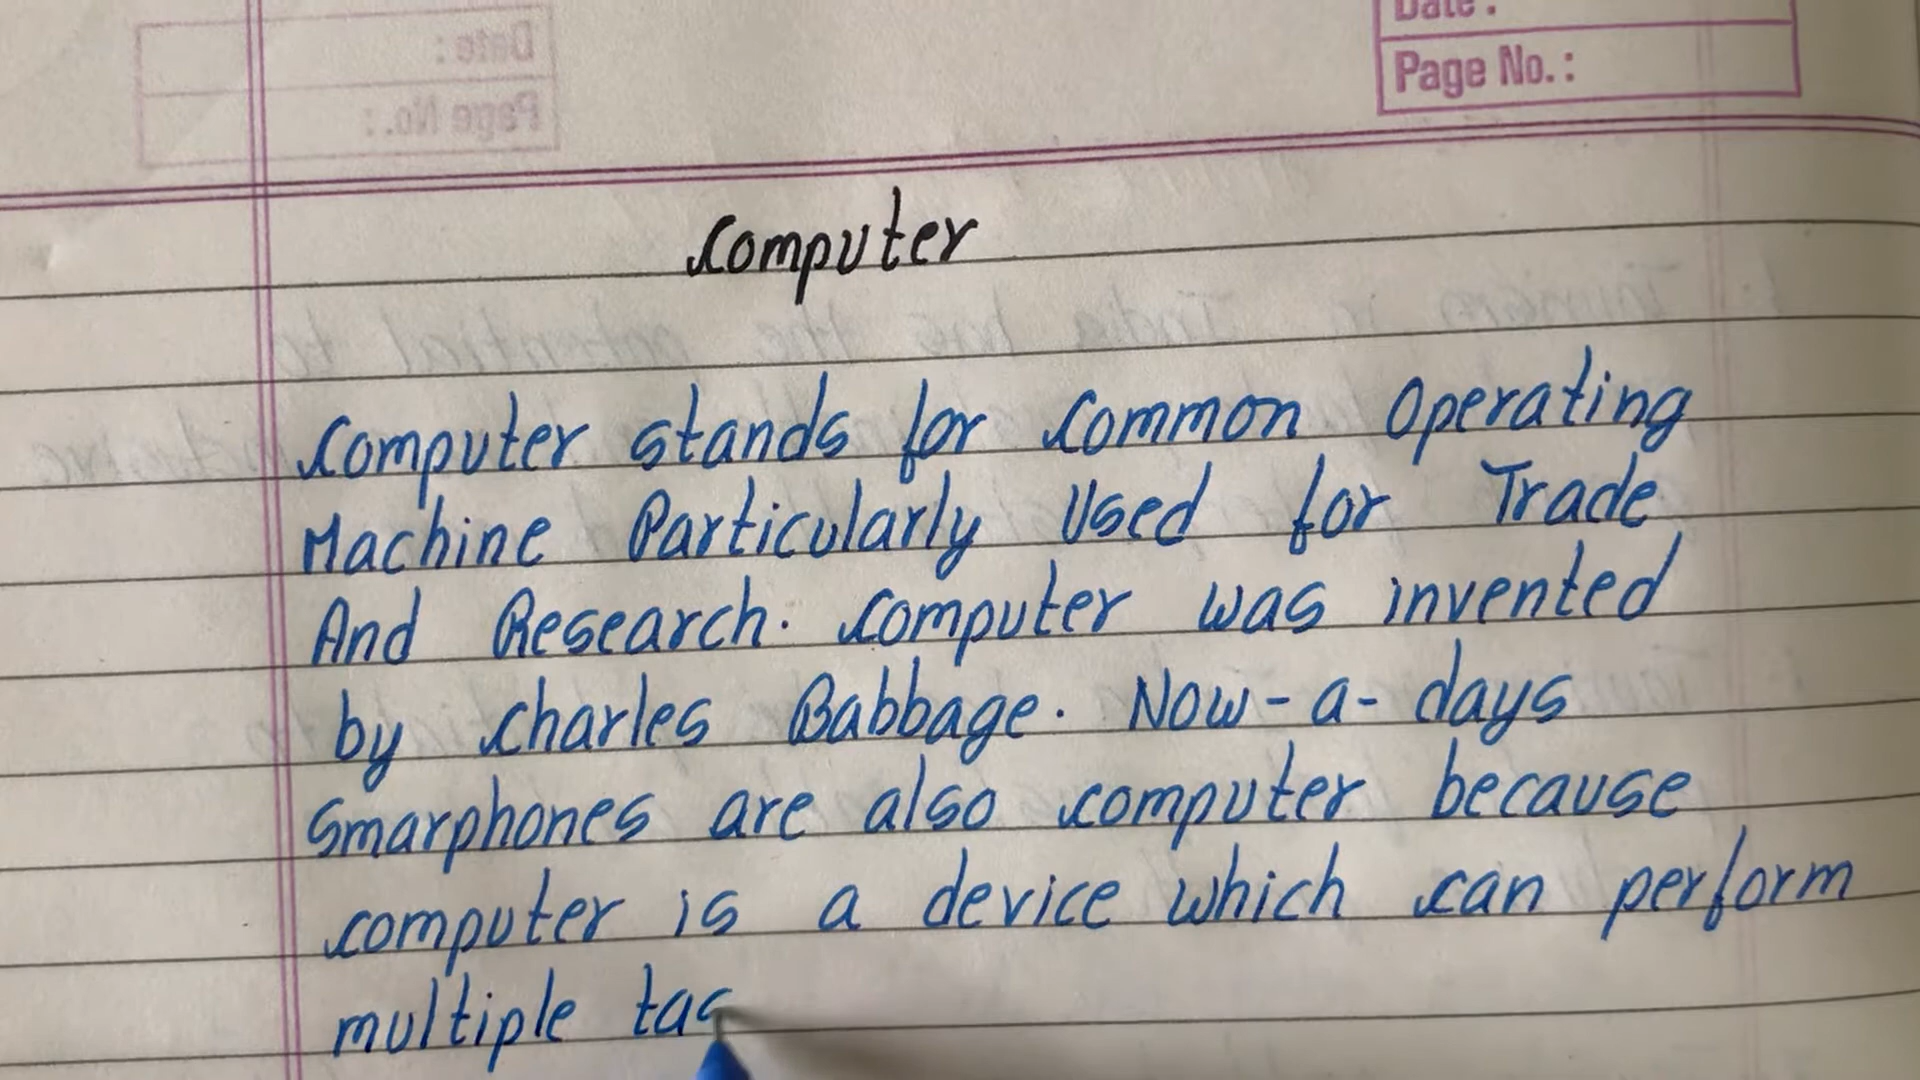 Date :
Page No. :
Computer
Computer stands for Common Operating
Machine Particularly Used for Trade
And Research. Computer was invented
by Charles Babbage. Now-a-days
Smarphones are also computer because
computer is a device which can perform
multiple tas